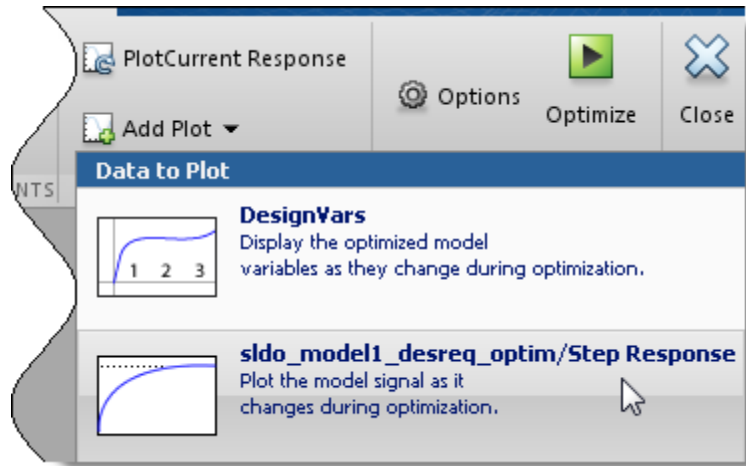 PlotCurrent Response
Options
Optimize
Close
Add Plot
NTS
Data to Plot
DesignVars
Display the optimized model
variables as they change during optimization.
1 2 3
sldo_model1_desreq_optim/Step Response
Plot the model signal as it
changes during optimization.